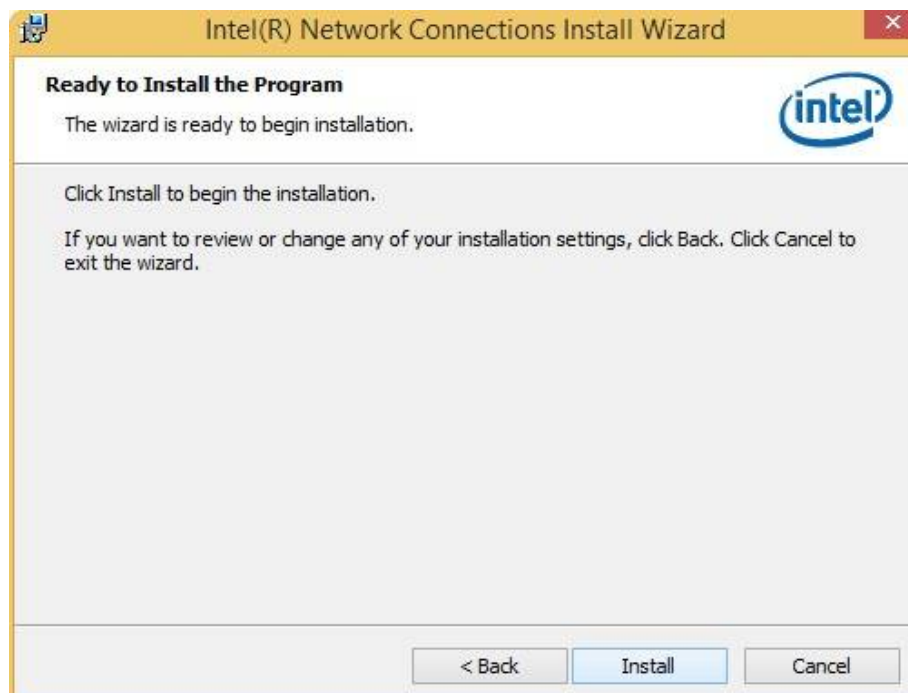 Intel(R) Network Connections Install Wizard
Ready to Install the Program
The wizard is ready to begin installation.
intel
Click Install to begin the installation.
If you want to review or change any of your installation settings, click Back. Click Cancel to
exit the wizard.
< Back
Install
Cancel